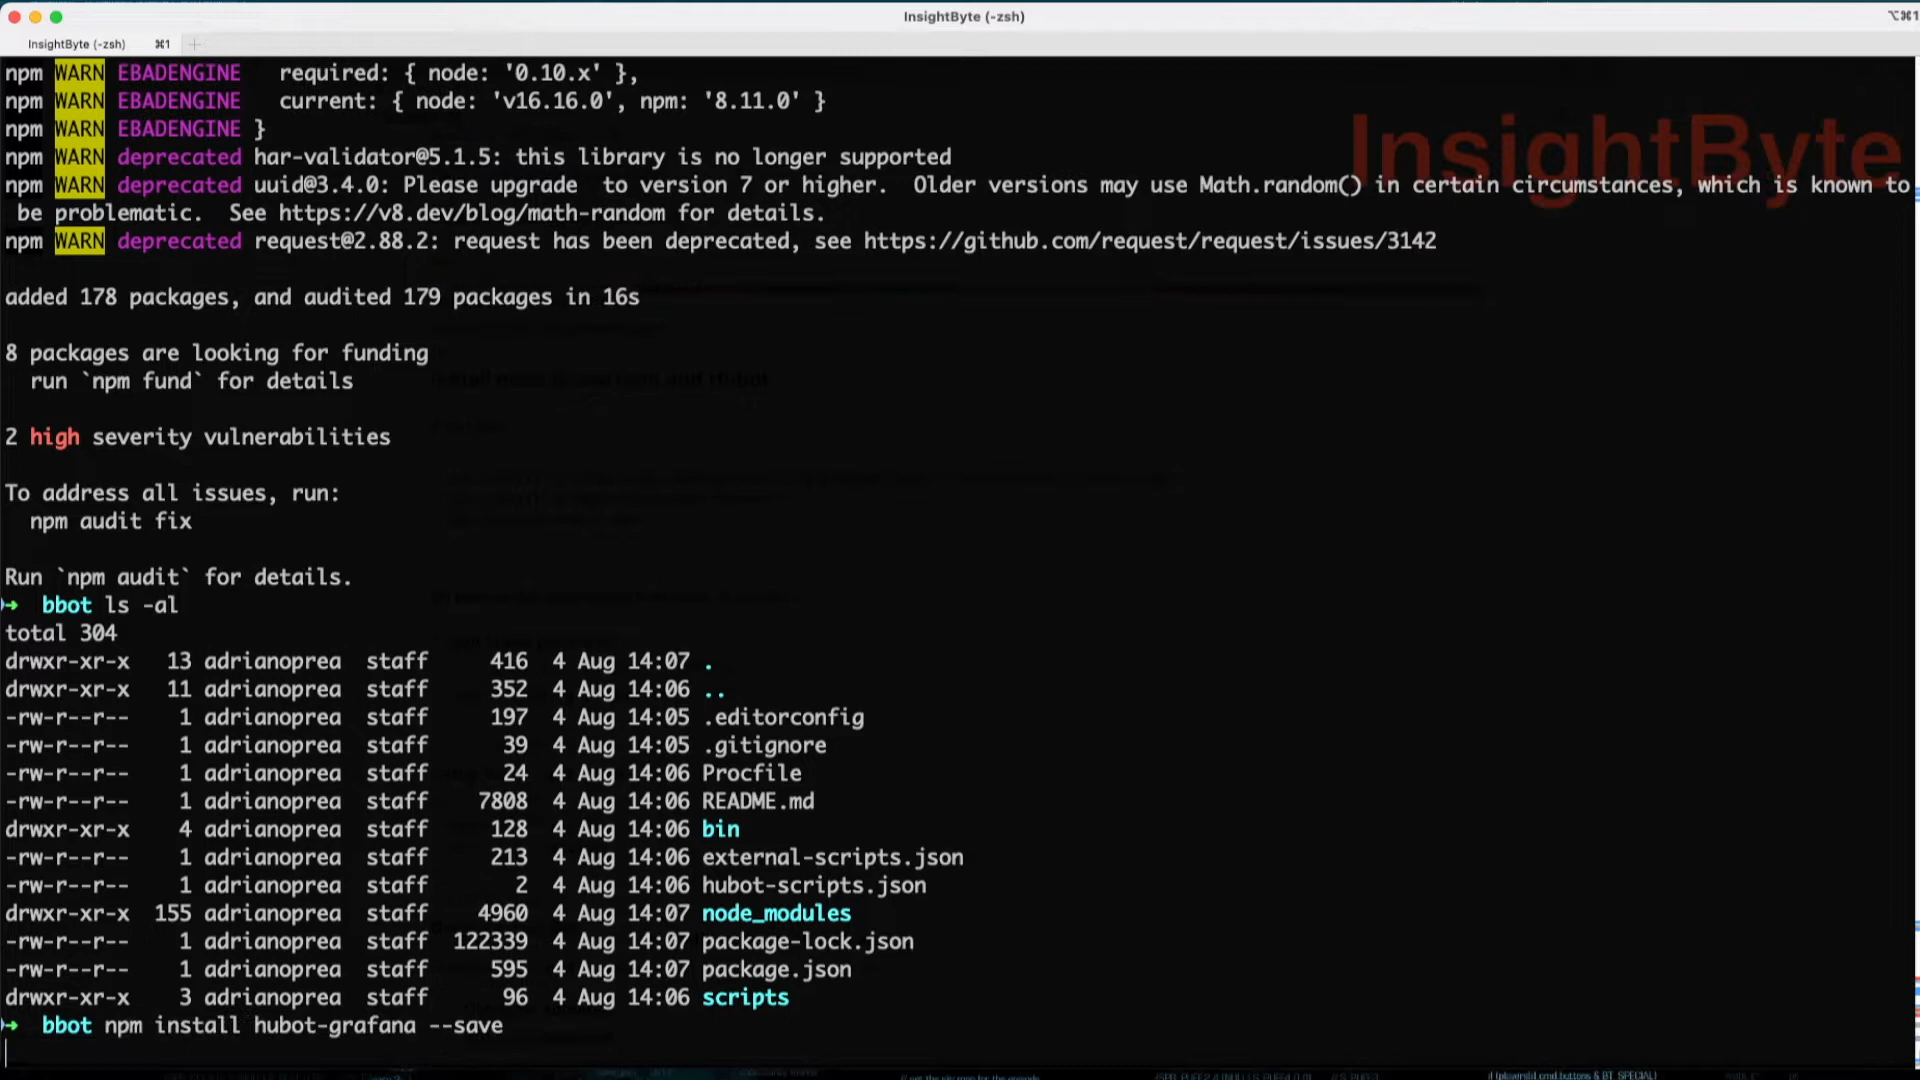 InsightByte (-zsh)
⌥⌘1
InsightByte (-zsh) ⌘1 +
npm WARN EBADENGINE   required: { node: '0.10.x' },
npm WARN EBADENGINE   current: { node: 'v16.16.0', npm: '8.11.0' }
npm WARN EBADENGINE }
InsightByte
npm WARN deprecated har-validator@5.1.5: this library is no longer supported
npm WARN deprecated uuid@3.4.0: Please upgrade  to version 7 or higher.  Older versions may use Math.random() in certain circumstances, which is known to
 be problematic.  See https://v8.dev/blog/math-random for details.
npm WARN deprecated request@2.88.2: request has been deprecated, see https://github.com/request/request/issues/3142
added 178 packages, and audited 179 packages in 16s
8 packages are looking for funding
  run `npm fund` for details
2 high severity vulnerabilities
To address all issues, run:
  npm audit fix
Run `npm audit` for details.
➜  bbot ls -al
total 304
drwxr-xr-x   13 adrianoprea  staff     416  4 Aug 14:07 .
drwxr-xr-x   11 adrianoprea  staff     352  4 Aug 14:06 ..
-rw-r--r--    1 adrianoprea  staff     197  4 Aug 14:05 .editorconfig
-rw-r--r--    1 adrianoprea  staff      39  4 Aug 14:05 .gitignore
-rw-r--r--    1 adrianoprea  staff      24  4 Aug 14:06 Procfile
-rw-r--r--    1 adrianoprea  staff    7808  4 Aug 14:06 README.md
drwxr-xr-x    4 adrianoprea  staff     128  4 Aug 14:06 bin
-rw-r--r--    1 adrianoprea  staff     213  4 Aug 14:06 external-scripts.json
-rw-r--r--    1 adrianoprea  staff       2  4 Aug 14:06 hubot-scripts.json
drwxr-xr-x  155 adrianoprea  staff    4960  4 Aug 14:07 node_modules
-rw-r--r--    1 adrianoprea  staff  122339  4 Aug 14:07 package-lock.json
-rw-r--r--    1 adrianoprea  staff     595  4 Aug 14:07 package.json
drwxr-xr-x    3 adrianoprea  staff      96  4 Aug 14:06 scripts
➜  bbot npm install hubot-grafana --save